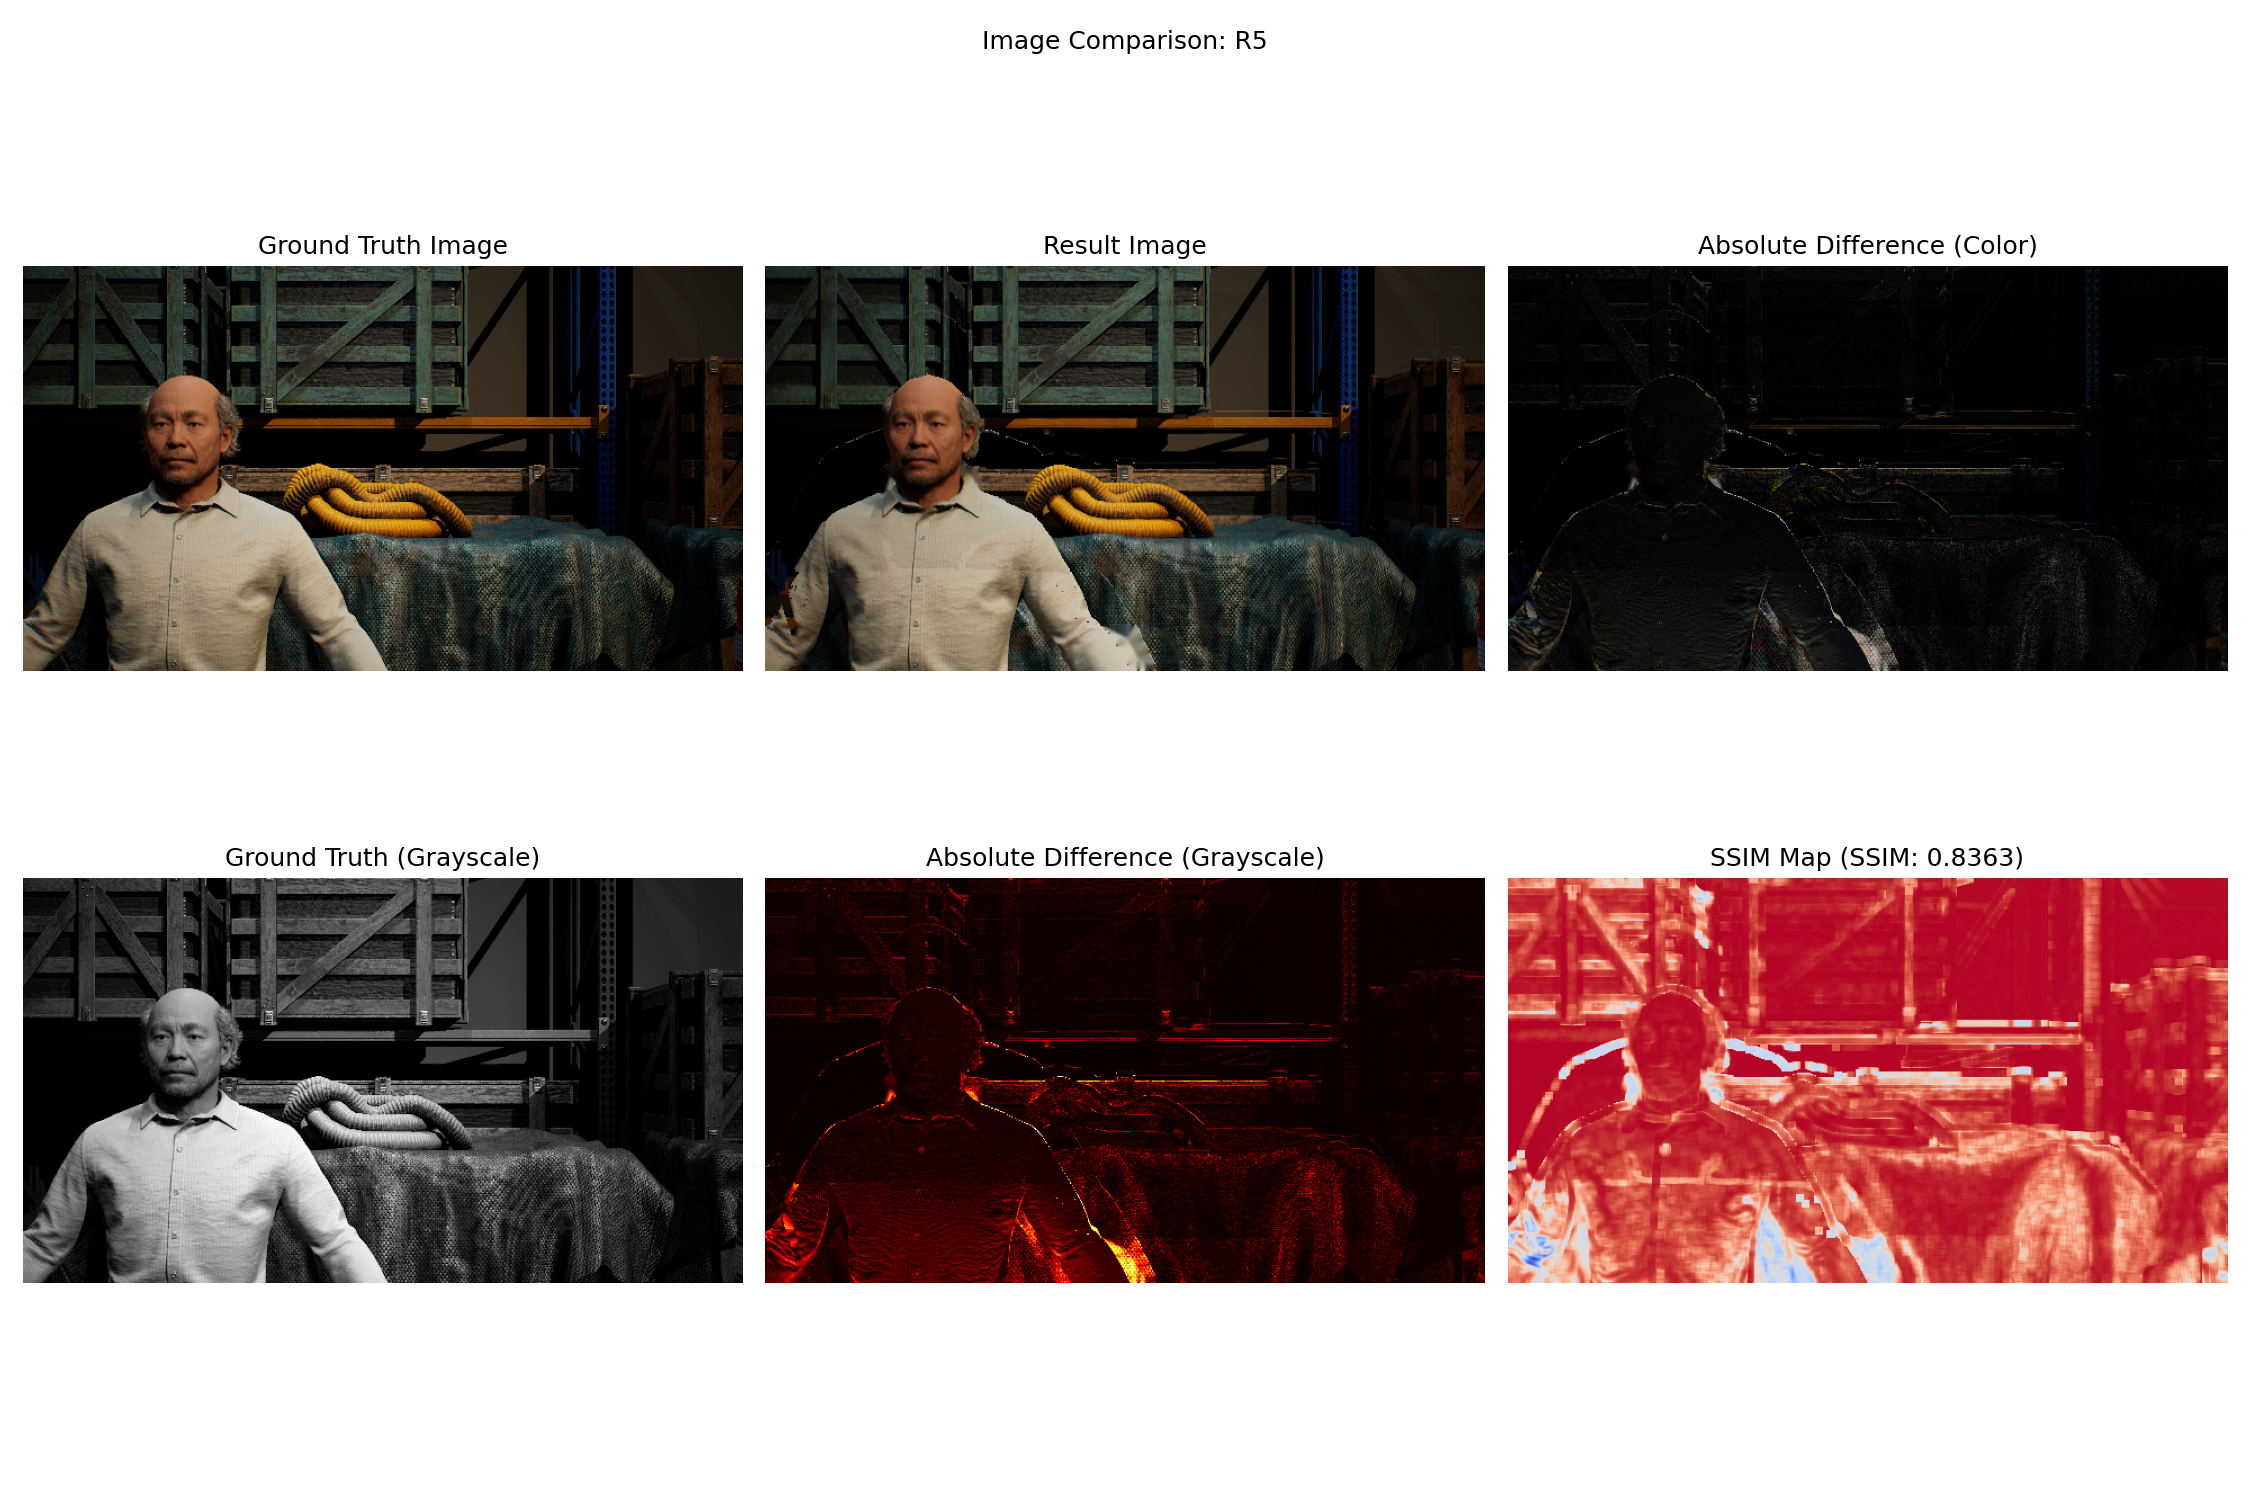 Image Comparison: R5
Ground Truth Image
Result Image
Absolute Difference (Color)
Ground Truth (Grayscale)
Absolute Difference (Grayscale)
SSIM Map (SSIM: 0.8363)